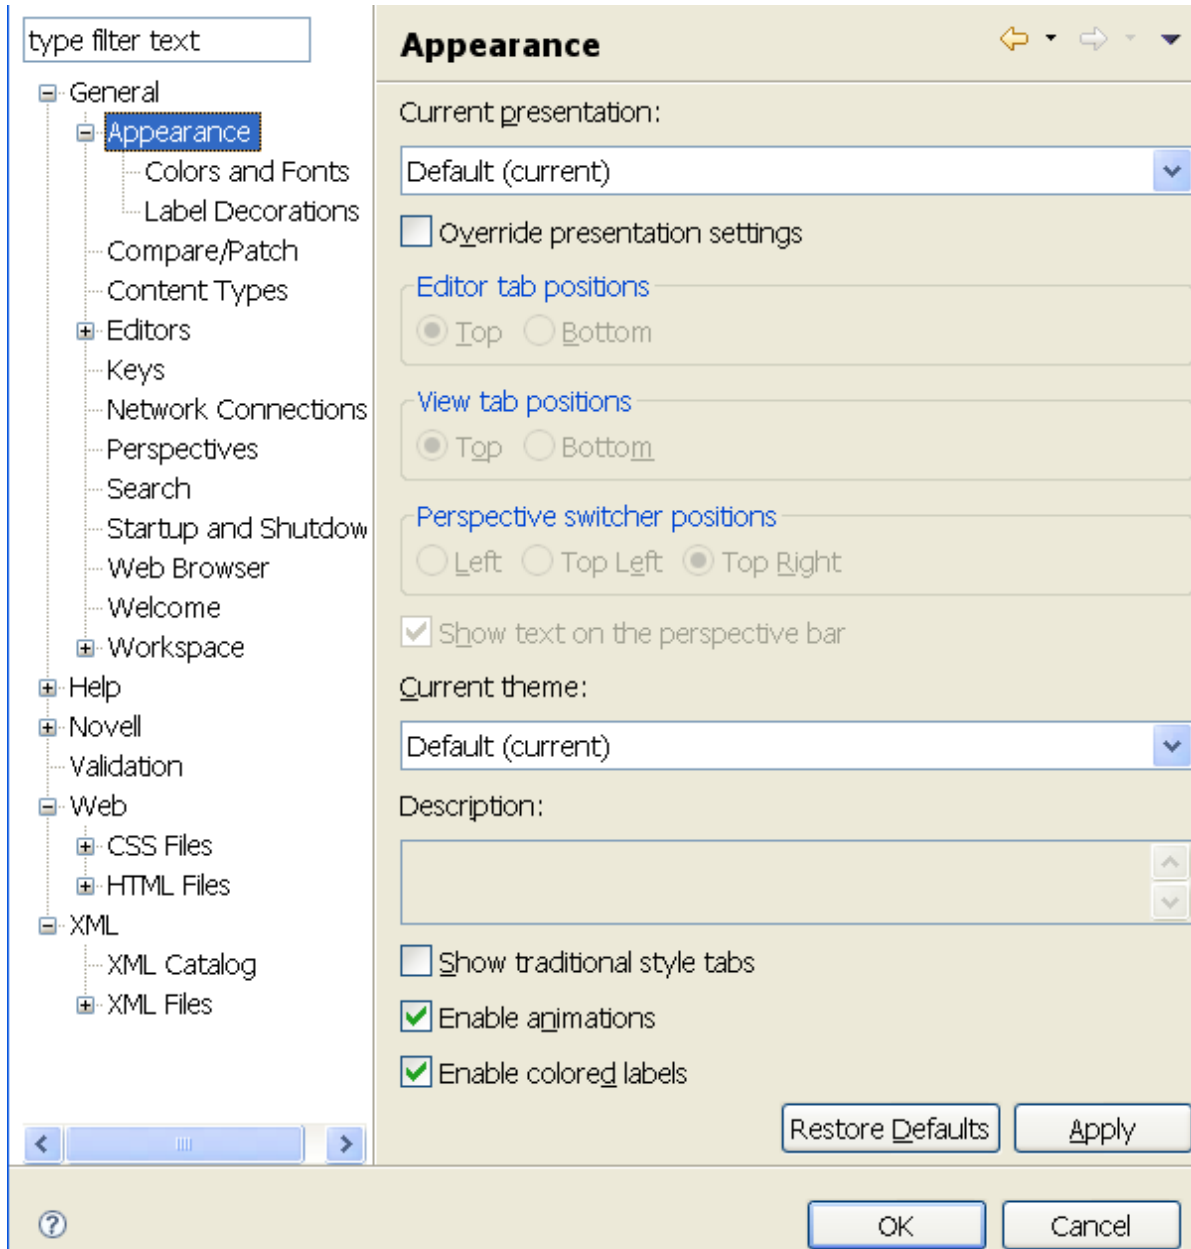 type filter text
General
Appearance
Colors and Fonts
Label Decorations
Compare/Patch
Content Types
Editors
Keys
Network Connections
Perspectives
Search
Startup and Shutdow
Web Browser
Welcome
Workspace
Help
Novell
Validation
Web
CSS Files
HTML Files
XML
XML Catalog
XML Files
Appearance
Current presentation:
Default (current)
Override presentation settings
Editor tab positions
Top Bottom
View tab positions
Top Bottom
Perspective switcher positions
Left Top Left Top Right
Show text on the perspective bar
Current theme:
Default (current)
Description:
Show traditional style tabs
Enable animations
Enable colored labels
Restore Defaults Apply
? OK Cancel